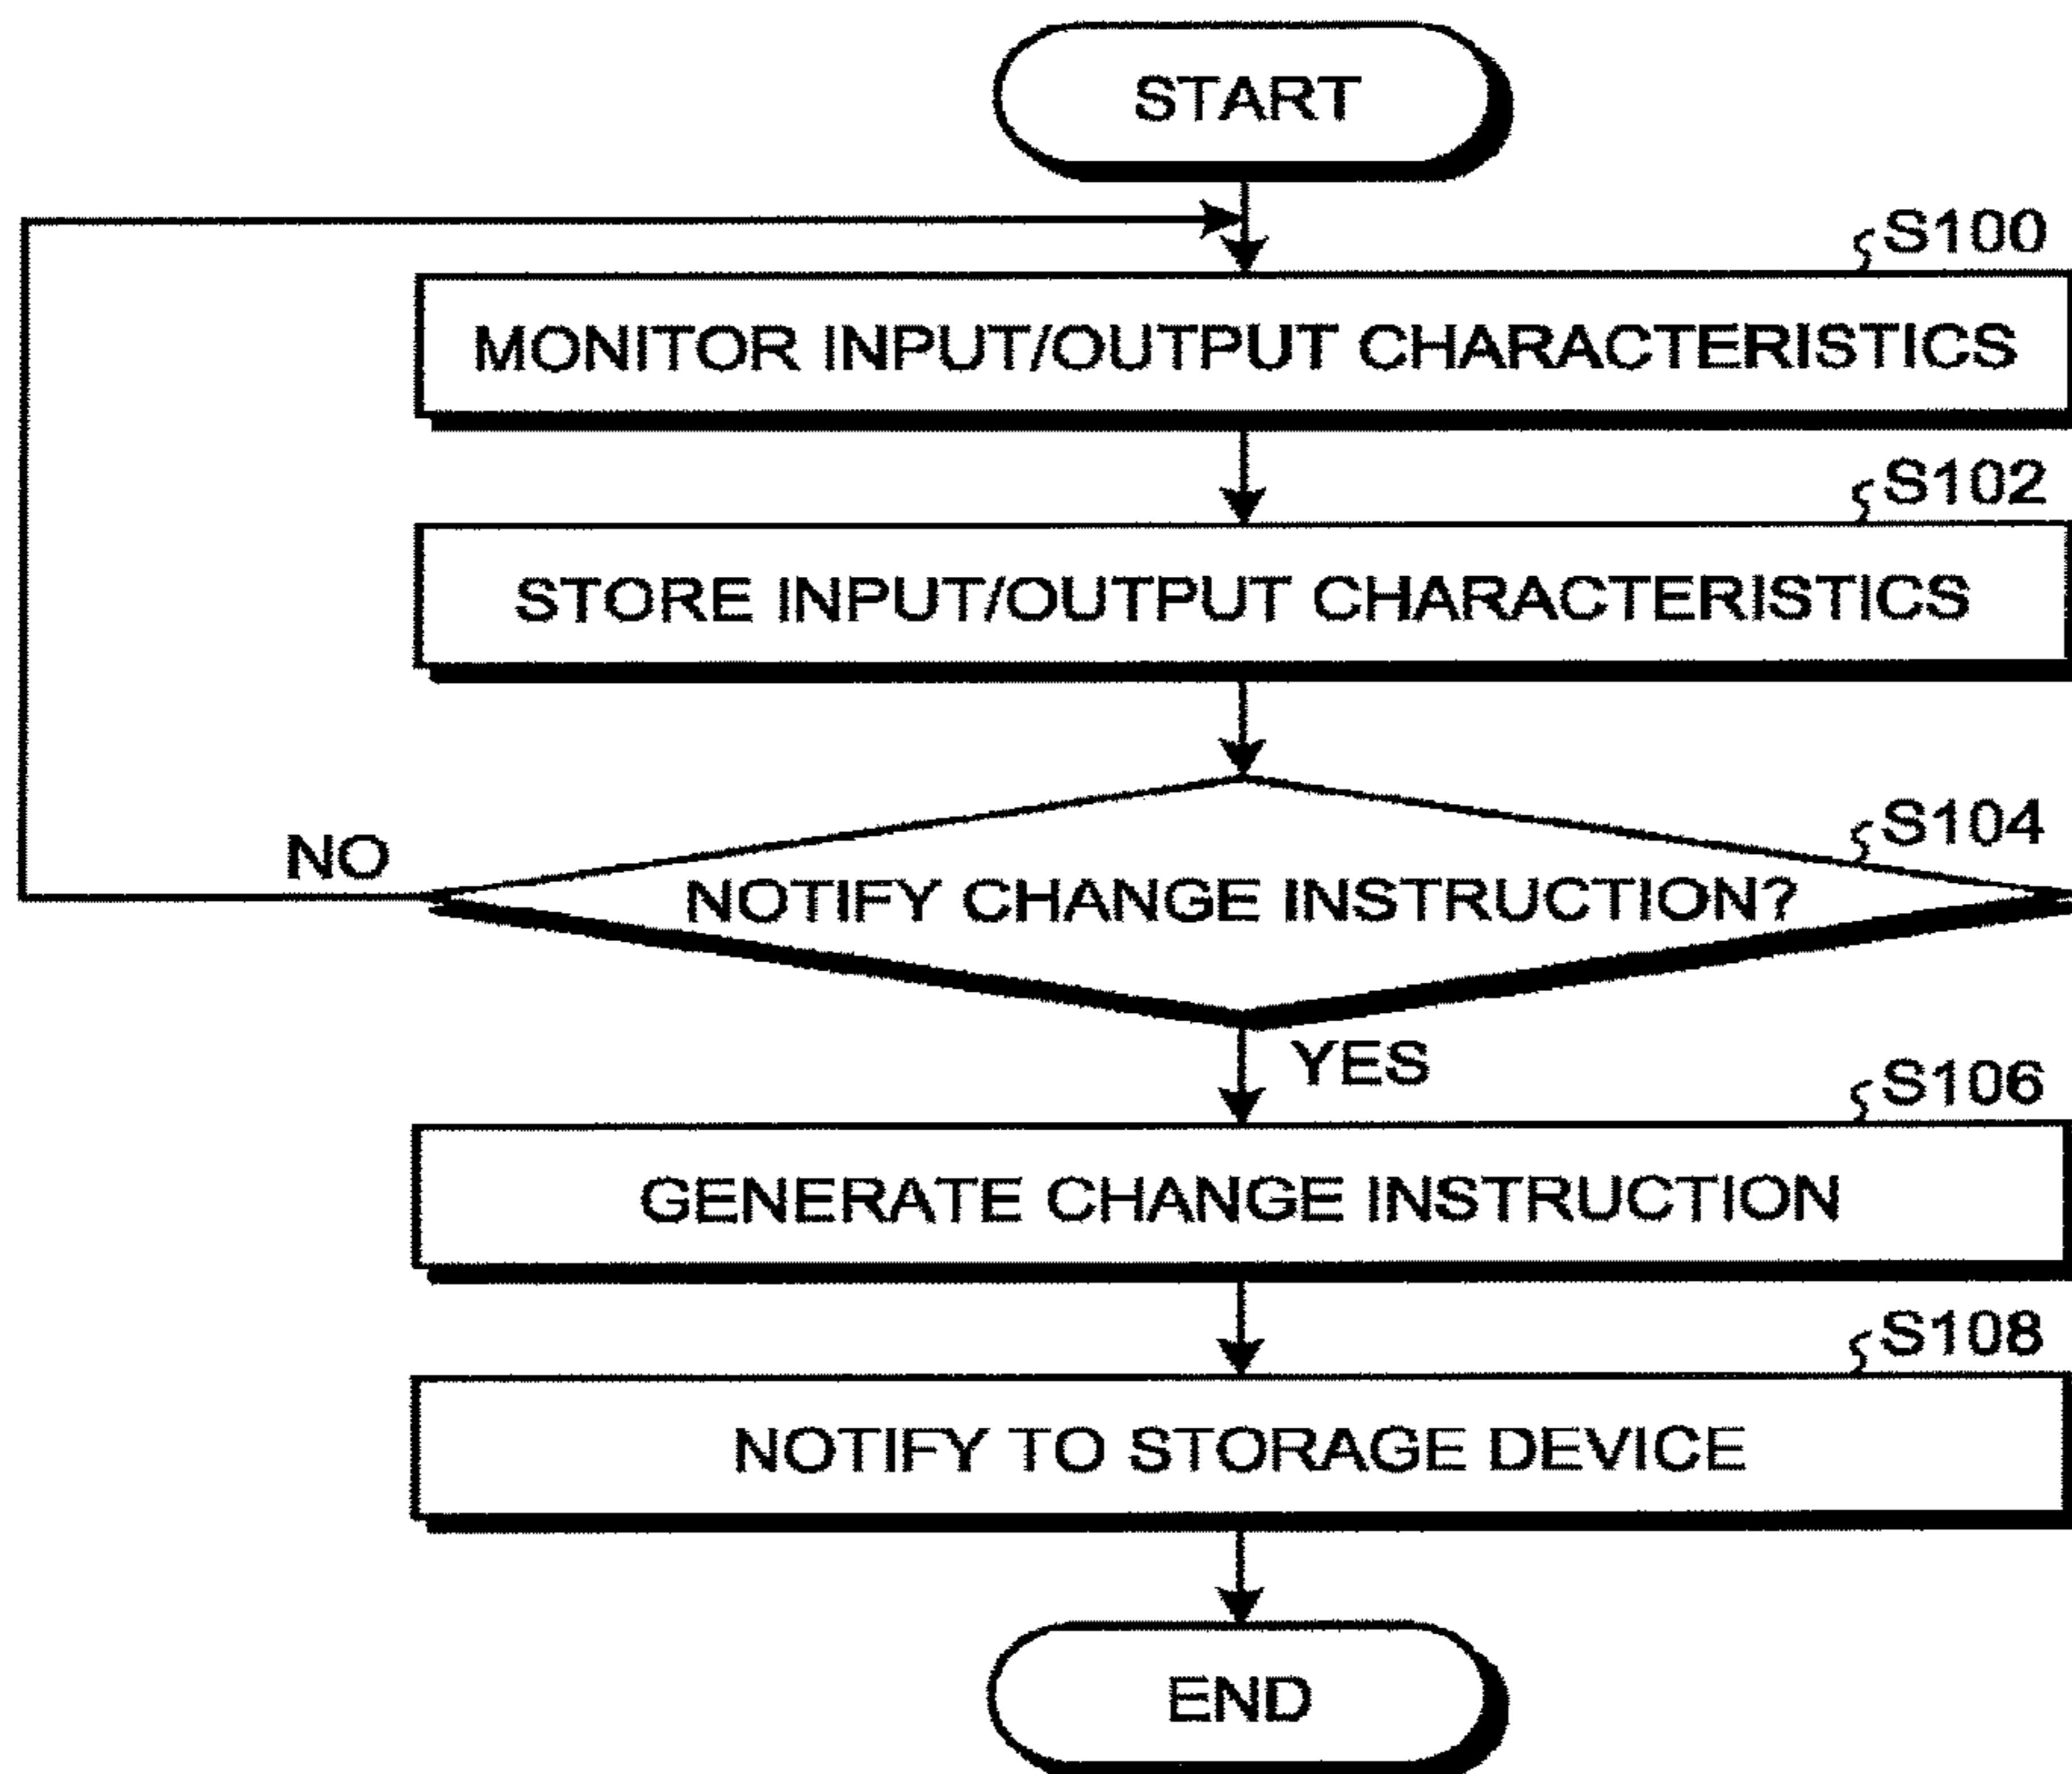 START
S100
MONITOR INPUT/OUTPUT CHARACTERISTICS
S102
STORE INPUT/OUTPUT CHARACTERISTICS
S104
NO
NOTIFY CHANGE INSTRUCTION?
YES
S106
GENERATE CHANGE INSTRUCTION
S108
NOTIFY TO STORAGE DEVICE
END